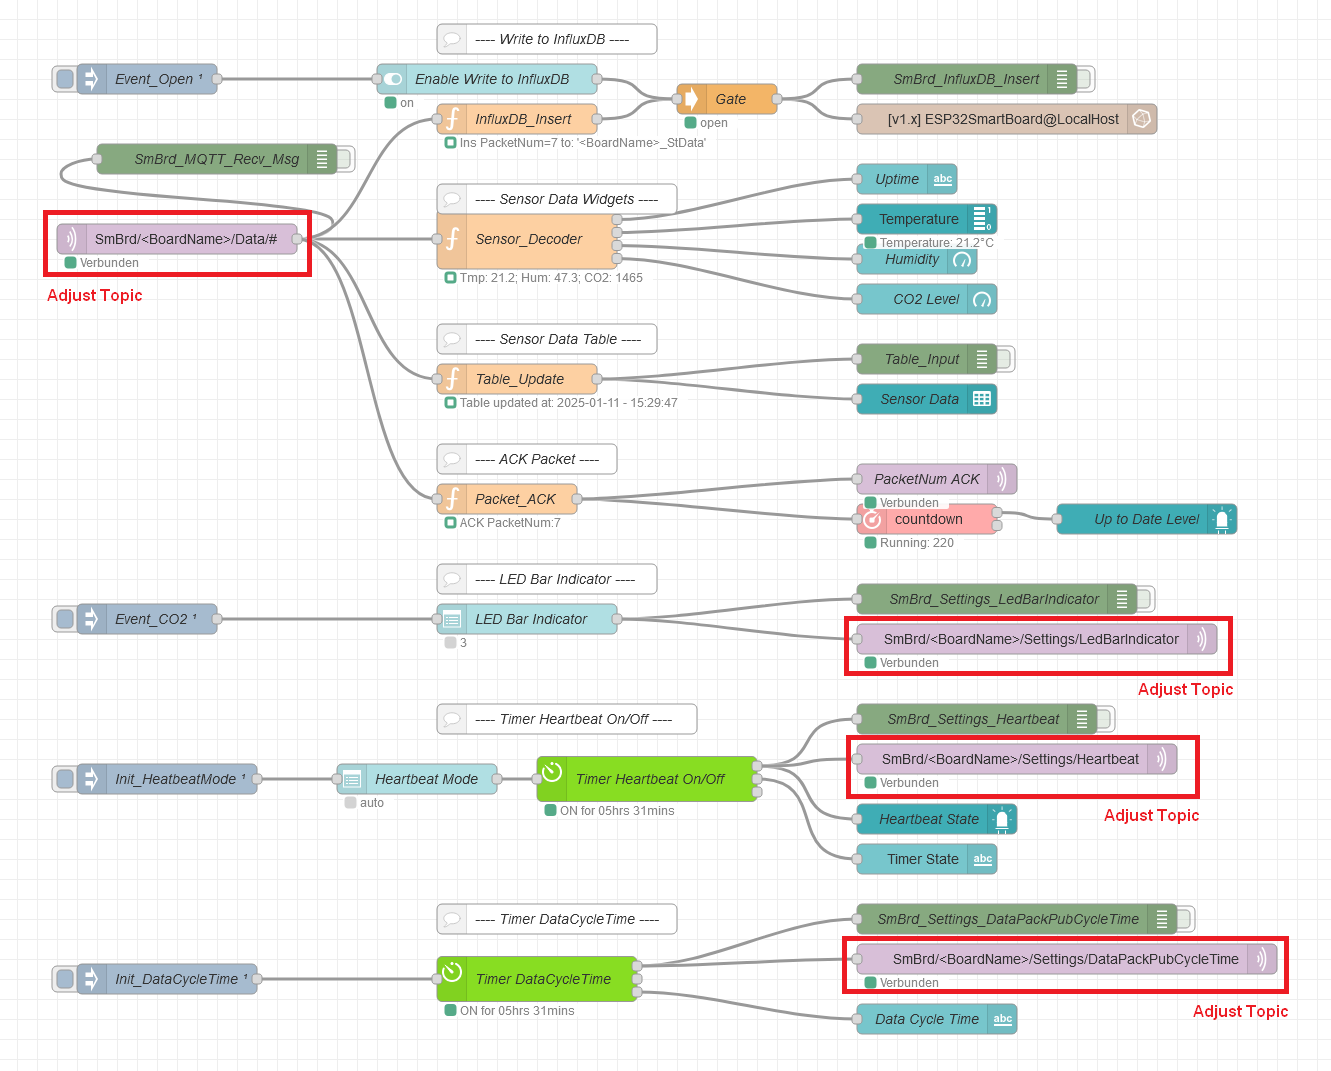 ---- Write to InfluxDB ----
Event_Open ¹
Enable Write to InfluxDB
on
SmBrd_InfluxDB_Insert
Gate
open
InfluxDB_Insert
Ins PacketNum=7 to: '<BoardName>_StData'
[v1.x] ESP32SmartBoard@LocalHost
SmBrd_MQTT_Recv_Msg
---- Sensor Data Widgets ----
Uptime
abc
Temperature
1
0
Temperature: 21.2°C
SmBrd/<BoardName>/Data/#
Verbunden
Adjust Topic
Sensor_Decoder
Tmp: 21.2; Hum: 47.3; CO2: 1465
Humidity
CO2 Level
---- Sensor Data Table ----
Table_Input
Table_Update
Table updated at: 2025-01-11 - 15:29:47
Sensor Data
---- ACK Packet ----
PacketNum ACK
Verbunden
Packet_ACK
ACK PacketNum:7
countdown
Running: 220
Up to Date Level
---- LED Bar Indicator ----
Event_CO2 ¹
LED Bar Indicator
3
SmBrd_Settings_LedBarIndicator
SmBrd/<BoardName>/Settings/LedBarIndicator
Verbunden
Adjust Topic
---- Timer Heartbeat On/Off ----
SmBrd_Settings_Heartbeat
Init_HeatbeatMode ¹
Heartbeat Mode
auto
Timer Heartbeat On/Off
ON for 05hrs 31mins
SmBrd/<BoardName>/Settings/Heartbeat
Verbunden
Adjust Topic
Heartbeat State
Timer State
abc
---- Timer DataCycleTime ----
SmBrd_Settings_DataPackPubCycleTime
Init_DataCycleTime ¹
Timer DataCycleTime
ON for 05hrs 31mins
SmBrd/<BoardName>/Settings/DataPackPubCycleTime
Verbunden
Adjust Topic
Data Cycle Time
abc